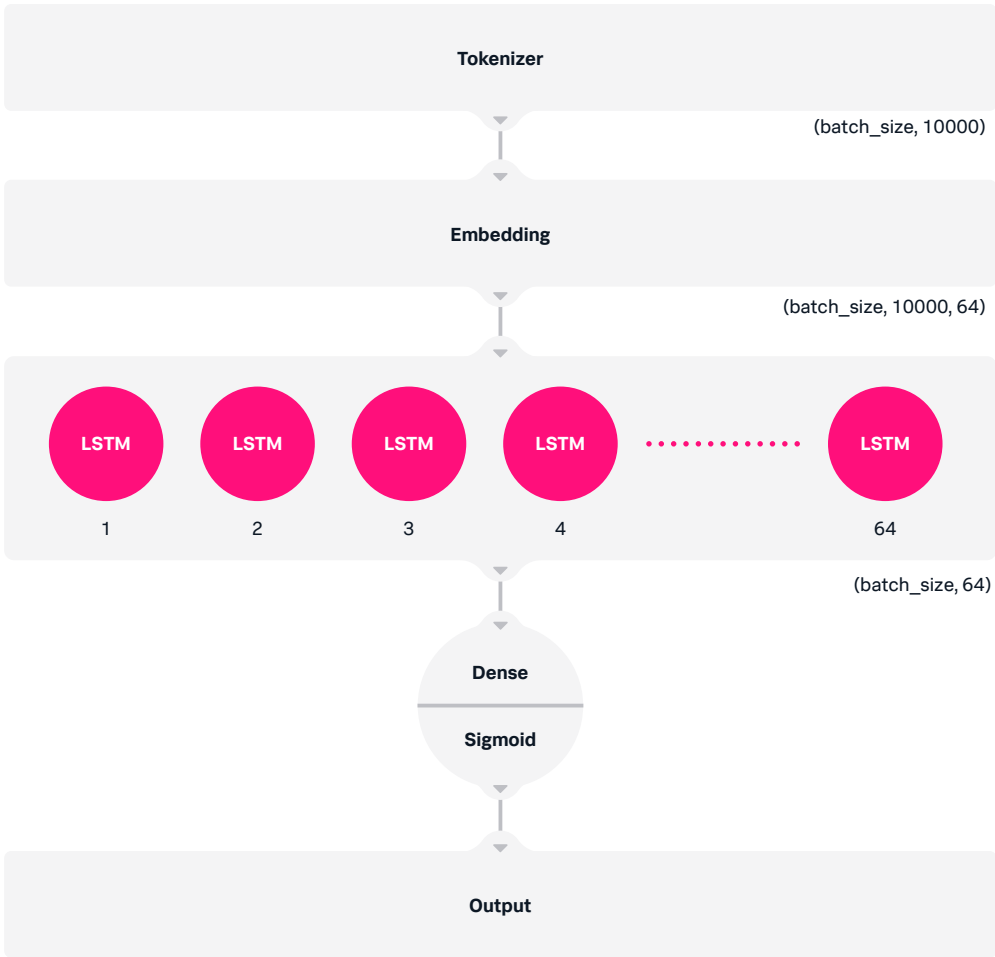 Tokenizer
(batch_size, 10000)
Embedding
(batch_size, 10000, 64)
LSTM LSTM LSTM LSTM LSTM
1 2 3 4 64
(batch_size, 64)
Dense
Sigmoid
Output